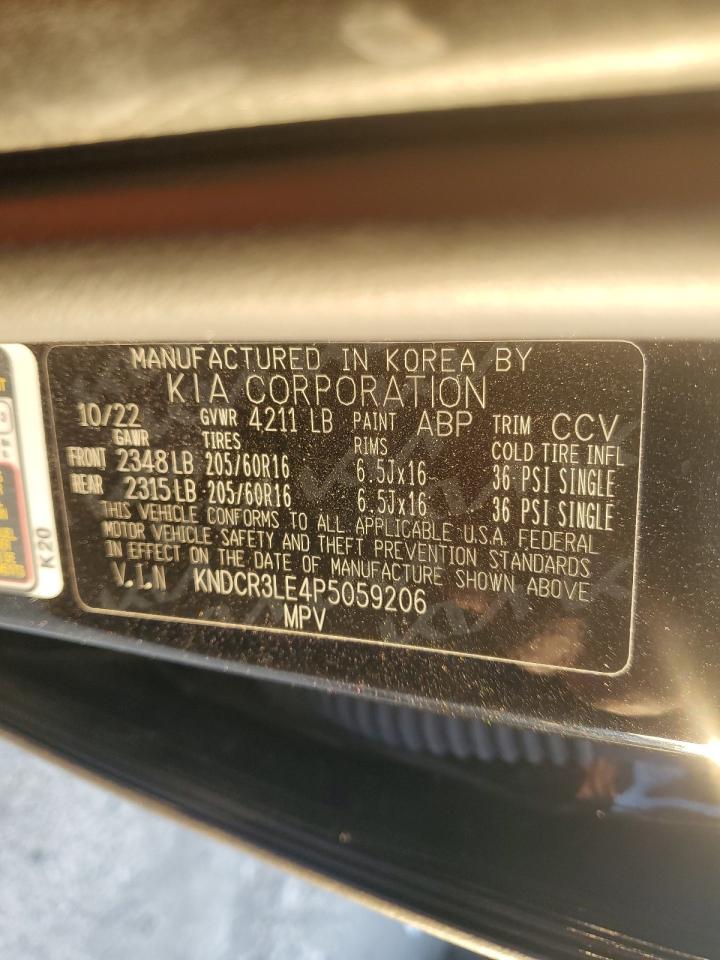 MANUFACTURED IN KOREA BY
KIA CORPORATION
10/22 GVWR 4211 LB PAINT ABP TRIM CCV
GAWR TIRES RIMS COLD TIRE INFL
FRONT 2348 LB 205/60R16 6.5Jx16 36 PSI SINGLE
REAR 2315 LB 205/60R16 6.5Jx16 36 PSI SINGLE
THIS VEHICLE CONFORMS TO ALL APPLICABLE U.S.A. FEDERAL
MOTOR VEHICLE SAFETY AND THEFT PREVENTION STANDARDS
IN EFFECT ON THE DATE OF MANUFACTURE SHOWN ABOVE
V.I.N KNDCR3LE4P5059206
MPV
K20